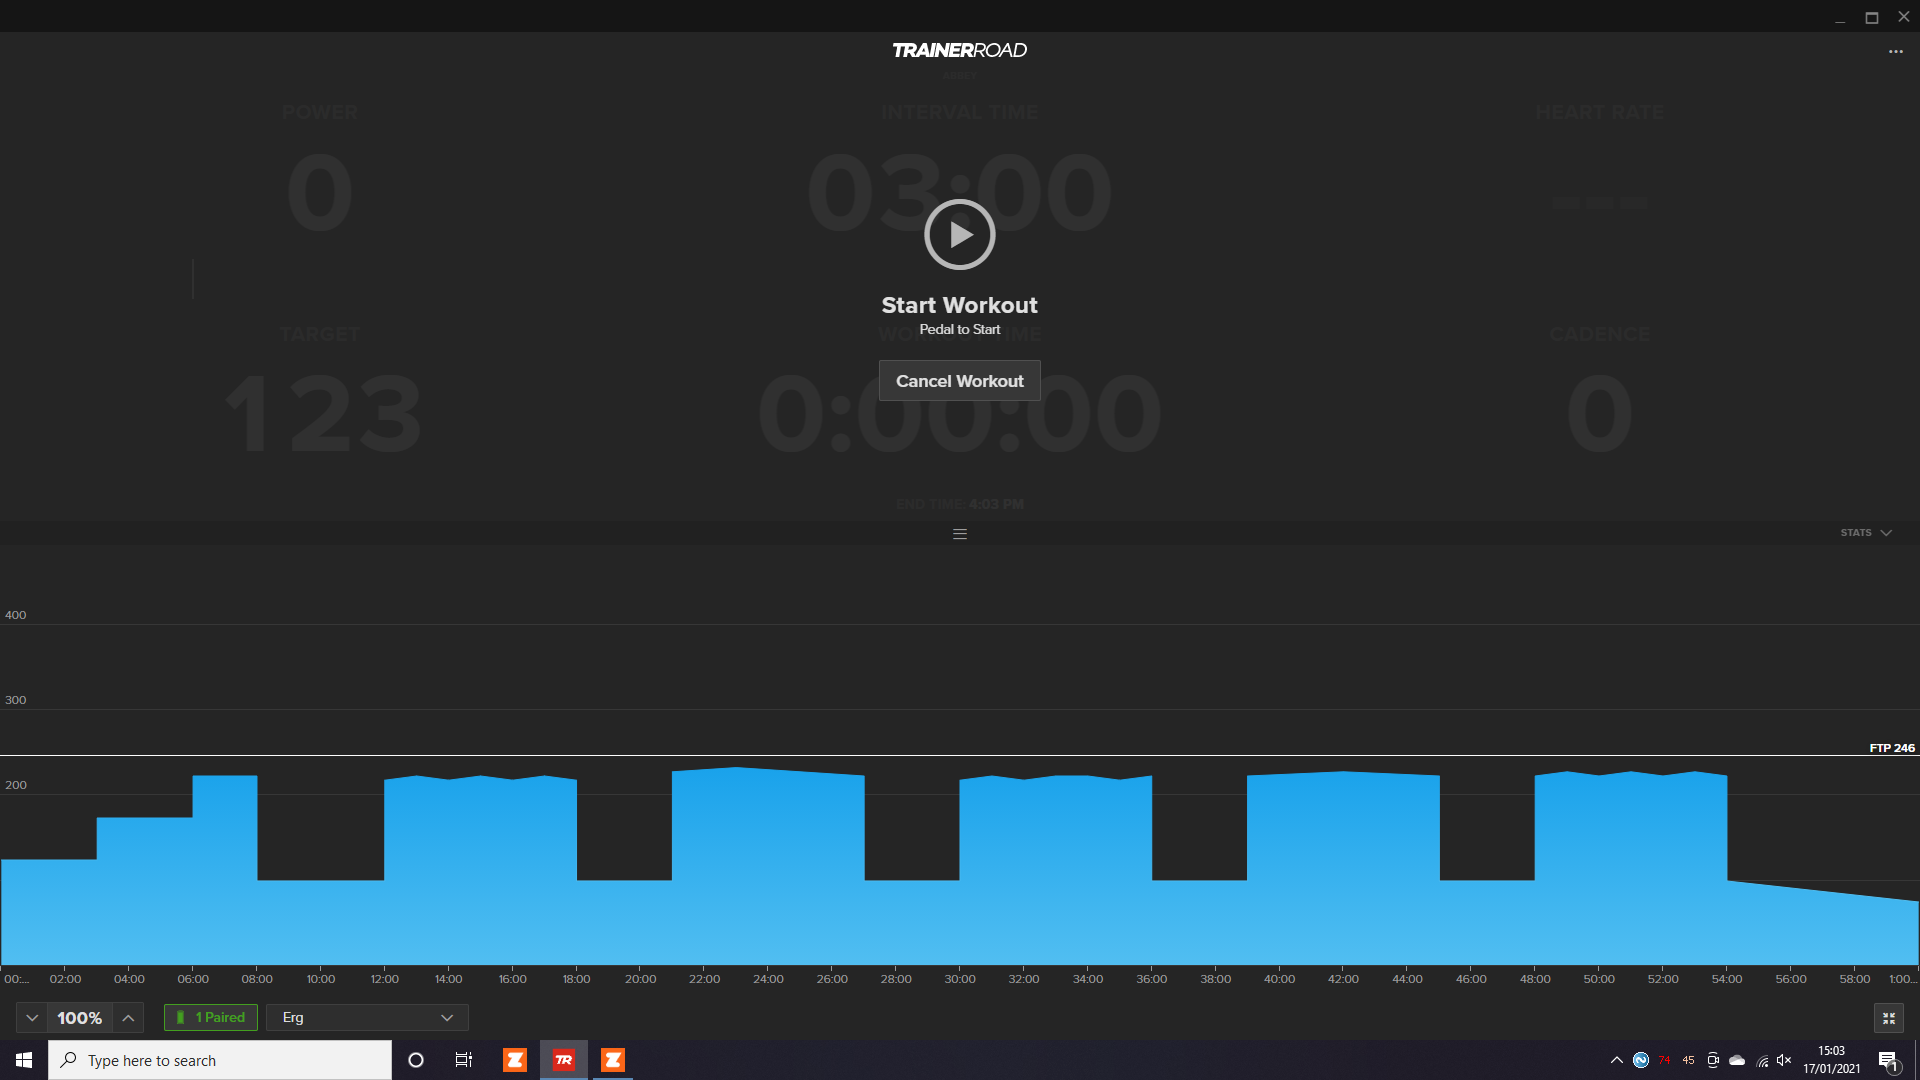 TRAINERROAD
ABBEY
POWER
INTERVAL TIME
HEART RATE
0
03:00
---
Start Workout
Pedal to Start
TARGET
WORKOUT TIME
CADENCE
Cancel Workout
123
0:00:00
0
END TIME: 4:03 PM
STATS
400
300
FTP 246
200
00:... 02:00 04:00 06:00 08:00 10:00 12:00 14:00 16:00 18:00 20:00 22:00 24:00 26:00 28:00 30:00 32:00 34:00 36:00 38:00 40:00 42:00 44:00 46:00 48:00 50:00 52:00 54:00 56:00 58:00 1:00...
100%
1 Paired
Erg
Type here to search
TR
74
45
15:03
17/01/2021
1